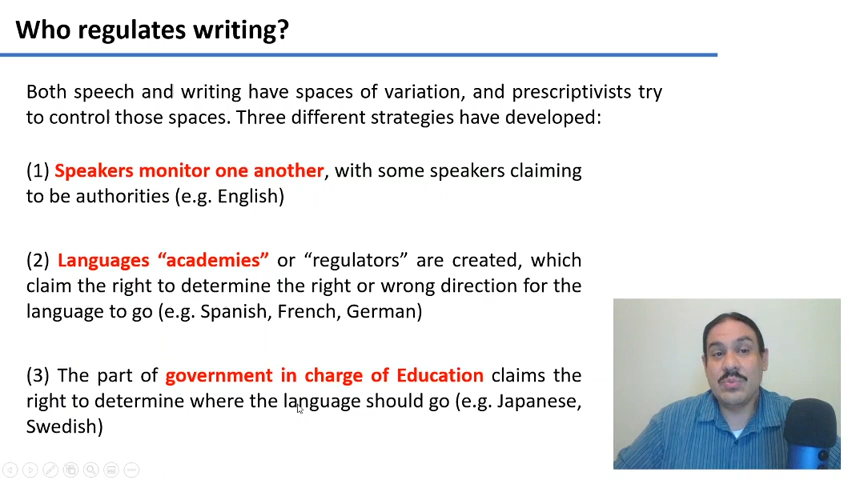 Who regulates writing?
Both speech and writing have spaces of variation, and prescriptivists try
to control those spaces. Three different strategies have developed:
(1) Speakers monitor one another, with some speakers claiming
to be authorities (e.g. English)
(2) Languages “academies” or “regulators” are created, which
claim the right to determine the right or wrong direction for the
language to go (e.g. Spanish, French, German)
(3) The part of government in charge of Education claims the
right to determine where the language should go (e.g. Japanese,
Swedish)